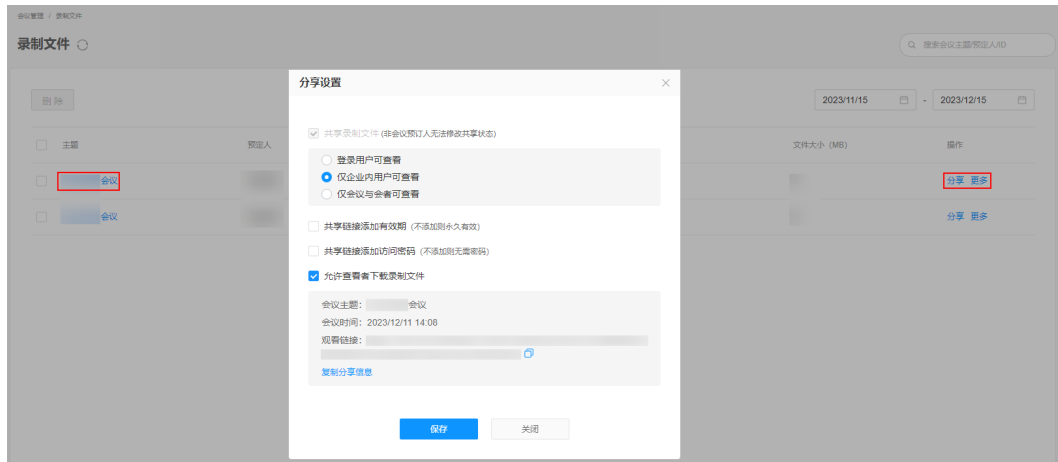 会议管理 / 录制文件
录制文件
搜索会议主题/预定人/ID
删除
2023/11/15 - 2023/12/15
主题 预定人 文件大小 (MB) 操作
会议 分享 更多
会议 分享 更多
分享设置
共享录制文件 (非会议预订人无法修改共享状态)
登录用户可查看
仅企业内用户可查看
仅会议与会者可查看
共享链接添加有效期 (不添加则永久有效)
共享链接添加访问密码 (不添加则无需密码)
允许查看者下载录制文件
会议主题: 会议
会议时间: 2023/12/11 14:08
观看链接:
复制分享信息
保存 关闭